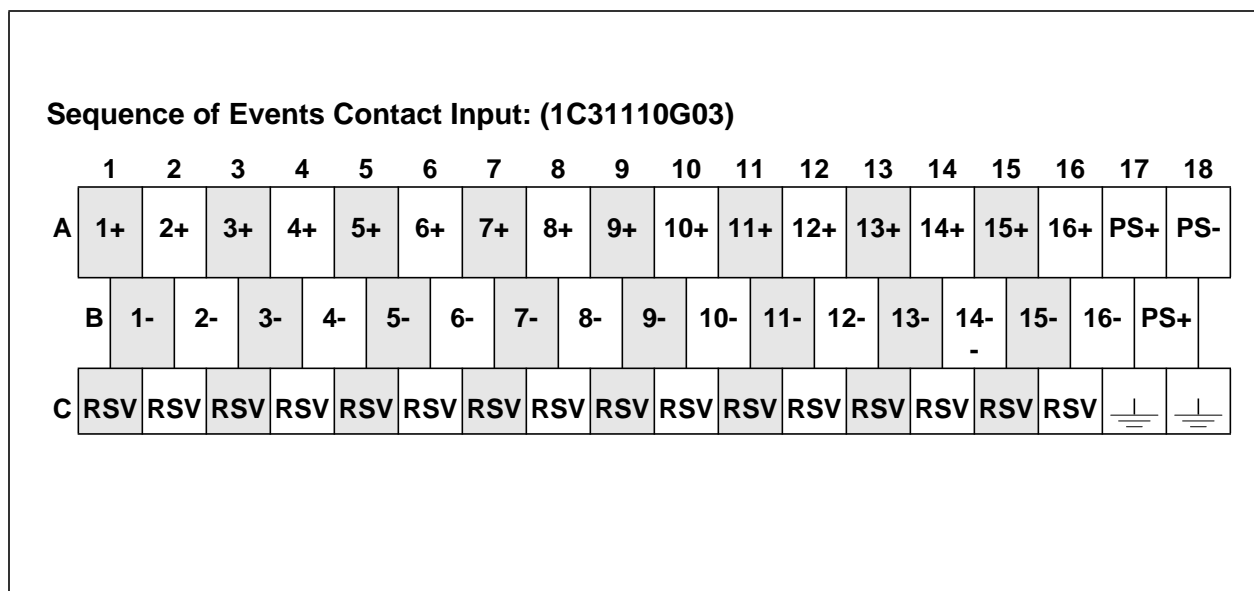 Sequence of Events Contact Input: (1C31110G03)
1 2 3 4 5 6 7 8 9 10 11 12 13 14 15 16 17 18
A 1+ 2+ 3+ 4+ 5+ 6+ 7+ 8+ 9+ 10+ 11+ 12+ 13+ 14+ 15+ 16+ PS+ PS-
B 1- 2- 3- 4- 5- 6- 7- 8- 9- 10- 11- 12- 13- 14- 15- 16- PS+
-
C RSV RSV RSV RSV RSV RSV RSV RSV RSV RSV RSV RSV RSV RSV RSV RSV